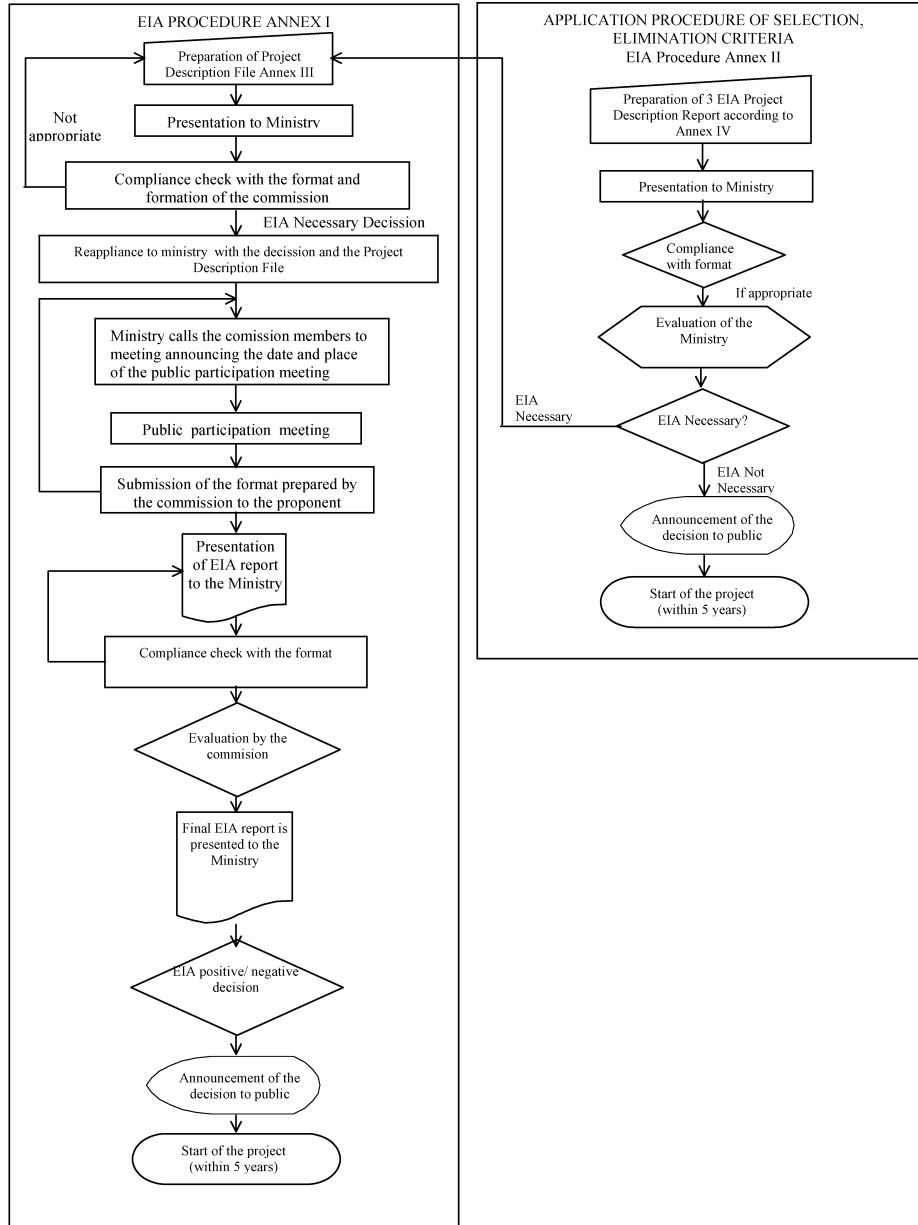 EIA PROCEDURE ANNEX I
Preparation of Project
Description File Annex III
Not
appropriate
Presentation to Ministry
Compliance check with the format and
formation of the commission
EIA Necessary Decission
Reappliance to ministry with the decission and the Project
Description File
Ministry calls the comission members to
meeting announcing the date and place
of the public participation meeting
Public participation meeting
Submission of the format prepared by
the commission to the proponent
Presentation
of EIA report
to the Ministry
Compliance check with the format
Evaluation by the
commision
Final EIA report is
presented to the
Ministry
EIA positive/ negative
decision
Announcement of the
decision to public
Start of the project
(within 5 years)
APPLICATION PROCEDURE OF SELECTION,
ELIMINATION CRITERIA
EIA Procedure Annex II
Preparation of 3 EIA Project
Description Report according to
Annex IV
Presentation to Ministry
Compliance
with format
If appropriate
Evaluation of the
Ministry
EIA
Necessary
EIA Necessary?
EIA Not
Necessary
Announcement of the
decision to public
Start of the project
(within 5 years)